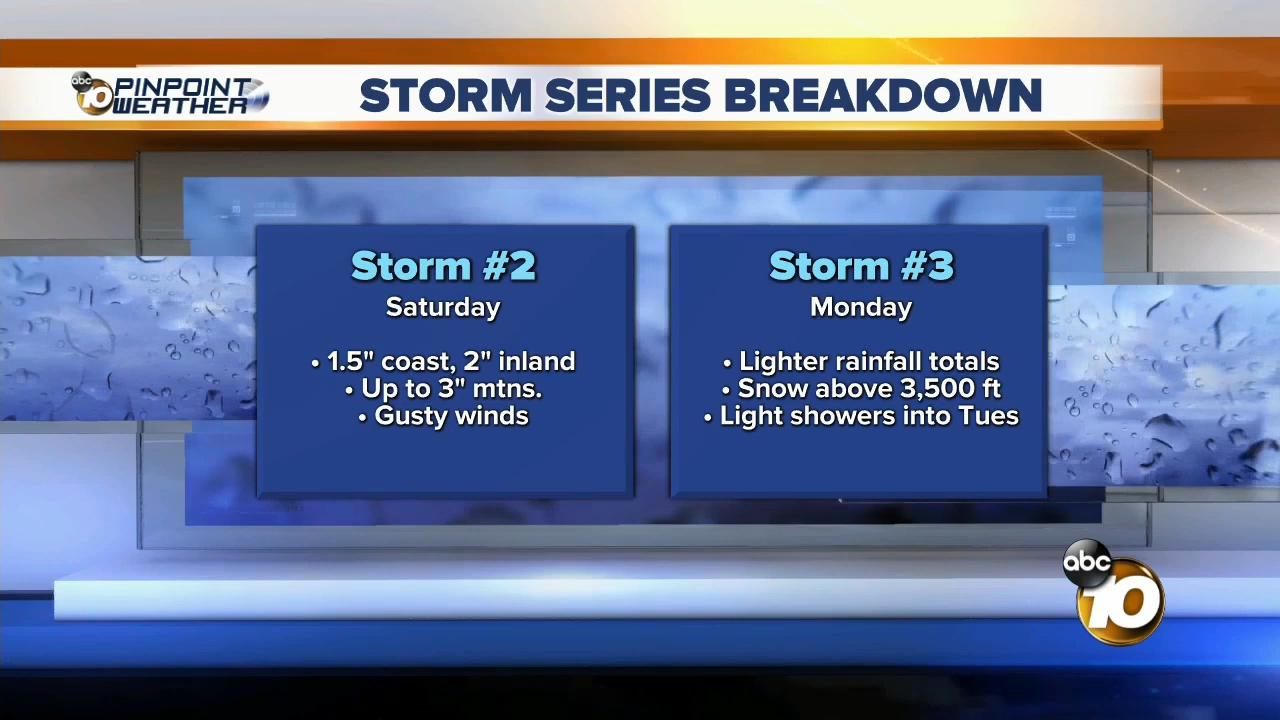 abc
10
PINPOINT
WEATHER
STORM SERIES BREAKDOWN
Storm #2
Saturday
• 1.5" coast, 2" inland
• Up to 3" mtns.
• Gusty winds
Storm #3
Monday
• Lighter rainfall totals
• Snow above 3,500 ft
• Light showers into Tues
abc
10